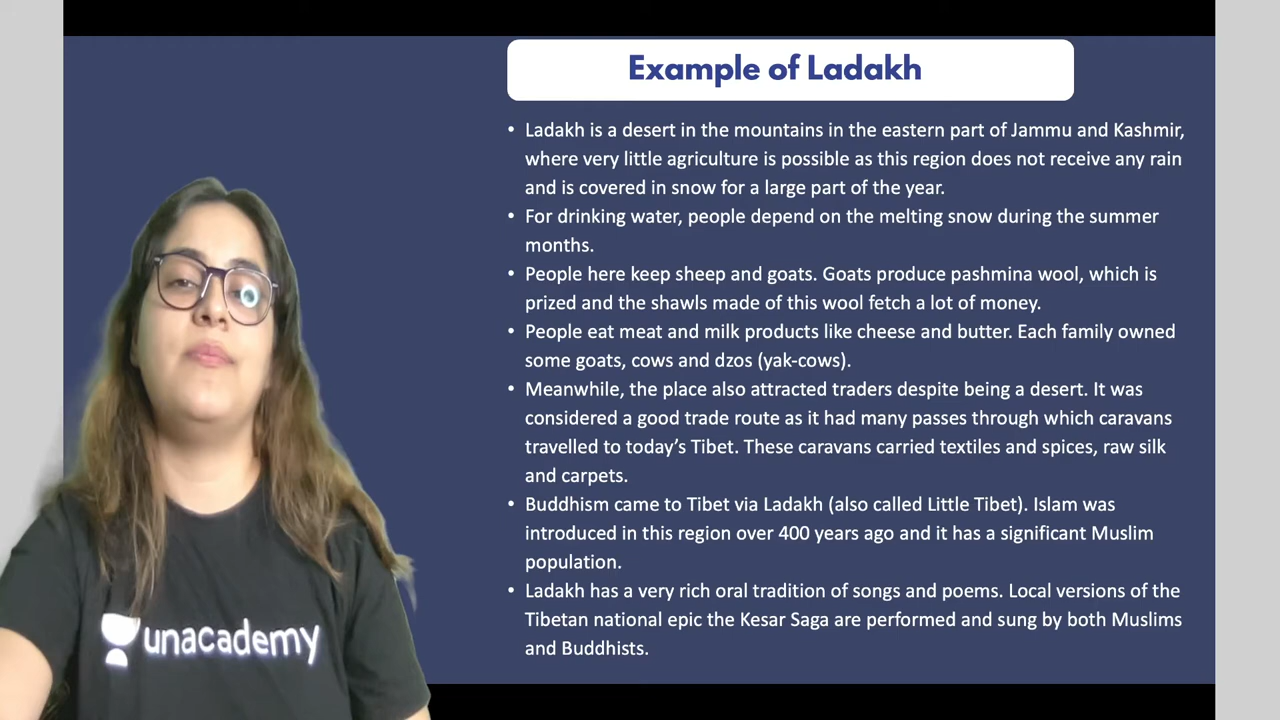 Example of Ladakh
• Ladakh is a desert in the mountains in the eastern part of Jammu and Kashmir,
where very little agriculture is possible as this region does not receive any rain
and is covered in snow for a large part of the year.
• For drinking water, people depend on the melting snow during the summer
months.
• People here keep sheep and goats. Goats produce pashmina wool, which is
prized and the shawls made of this wool fetch a lot of money.
• People eat meat and milk products like cheese and butter. Each family owned
some goats, cows and dzos (yak-cows).
• Meanwhile, the place also attracted traders despite being a desert. It was
considered a good trade route as it had many passes through which caravans
travelled to today’s Tibet. These caravans carried textiles and spices, raw silk
and carpets.
• Buddhism came to Tibet via Ladakh (also called Little Tibet). Islam was
introduced in this region over 400 years ago and it has a significant Muslim
population.
• Ladakh has a very rich oral tradition of songs and poems. Local versions of the
Tibetan national epic the Kesar Saga are performed and sung by both Muslims
and Buddhists.
unacademy